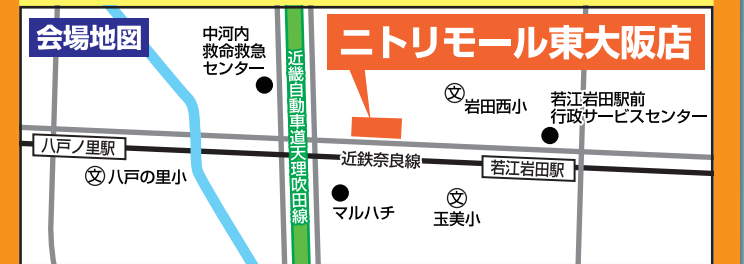 会場地図
中河内
救命救急
センター
近畿自動車道天理吹田線
ニトリモール東大阪店
文
岩田西小
若江岩田駅前
行政サービスセンター
八戸ノ里駅
近鉄奈良線
若江岩田駅
文
八戸の里小
マルハチ
文
玉美小